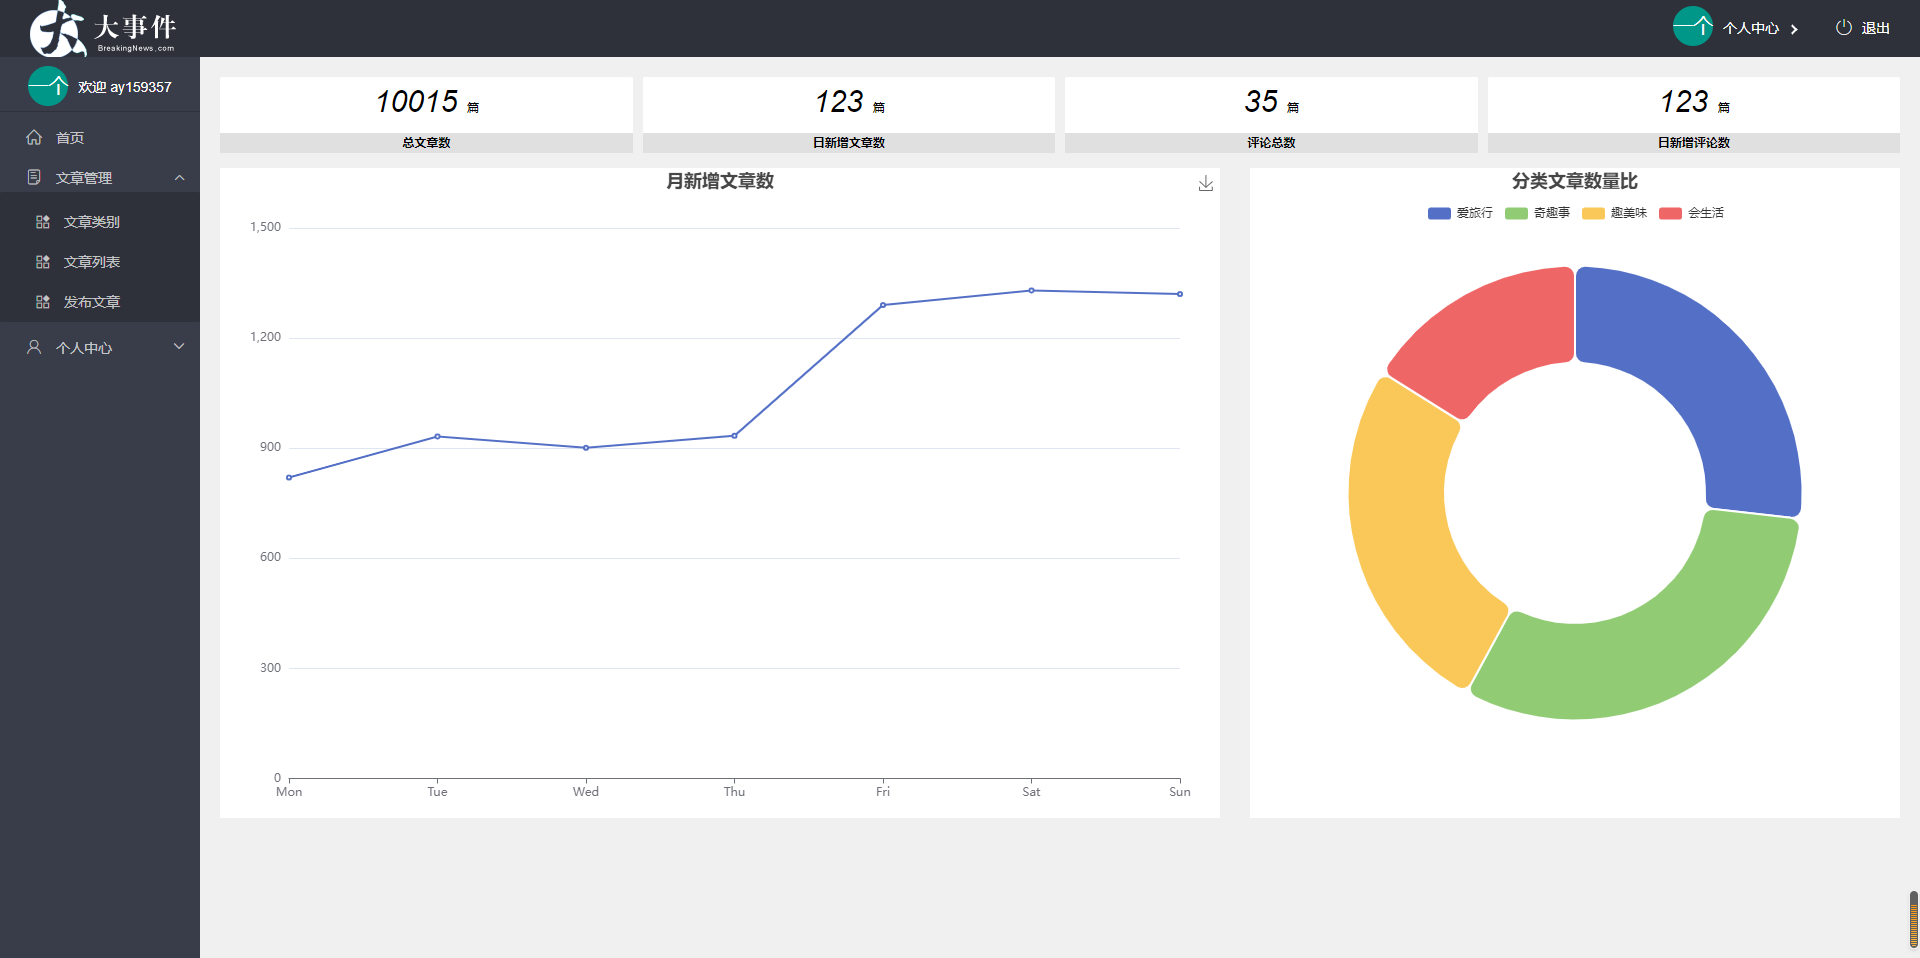 大事件
BreakingNews.com
个人中心
退出
欢迎 ay159357
首页
文章管理
文章类别
文章列表
发布文章
个人中心
10015 篇
总文章数
123 篇
日新增文章数
35 篇
评论总数
123 篇
日新增评论数
月新增文章数
1,500
1,200
900
600
300
0
Mon Tue Wed Thu Fri Sat Sun
分类文章数量比
爱旅行 奇趣事 趣美味 会生活